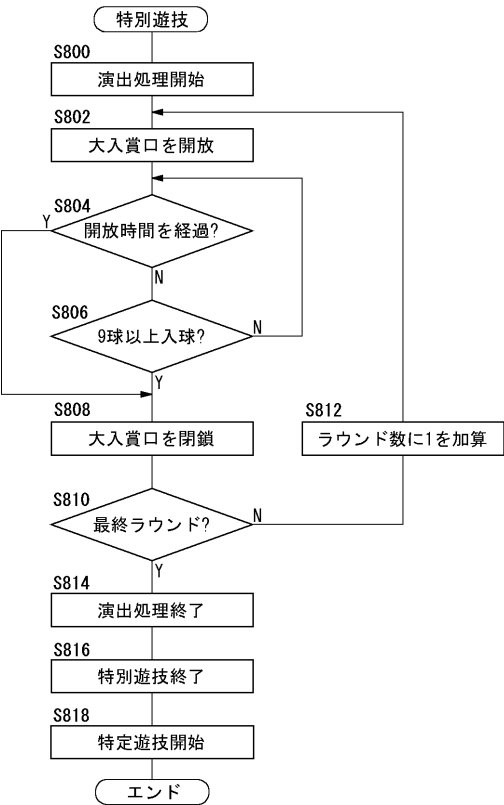 特別遊技
S800
演出処理開始
S802
大入賞口を開放
S804
Y
開放時間を経過?
N
S806
9球以上入球?
N
Y
S808
大入賞口を閉鎖
S812
ラウンド数に1を加算
S810
最終ラウンド?
N
Y
S814
演出処理終了
S816
特別遊技終了
S818
特定遊技開始
エンド